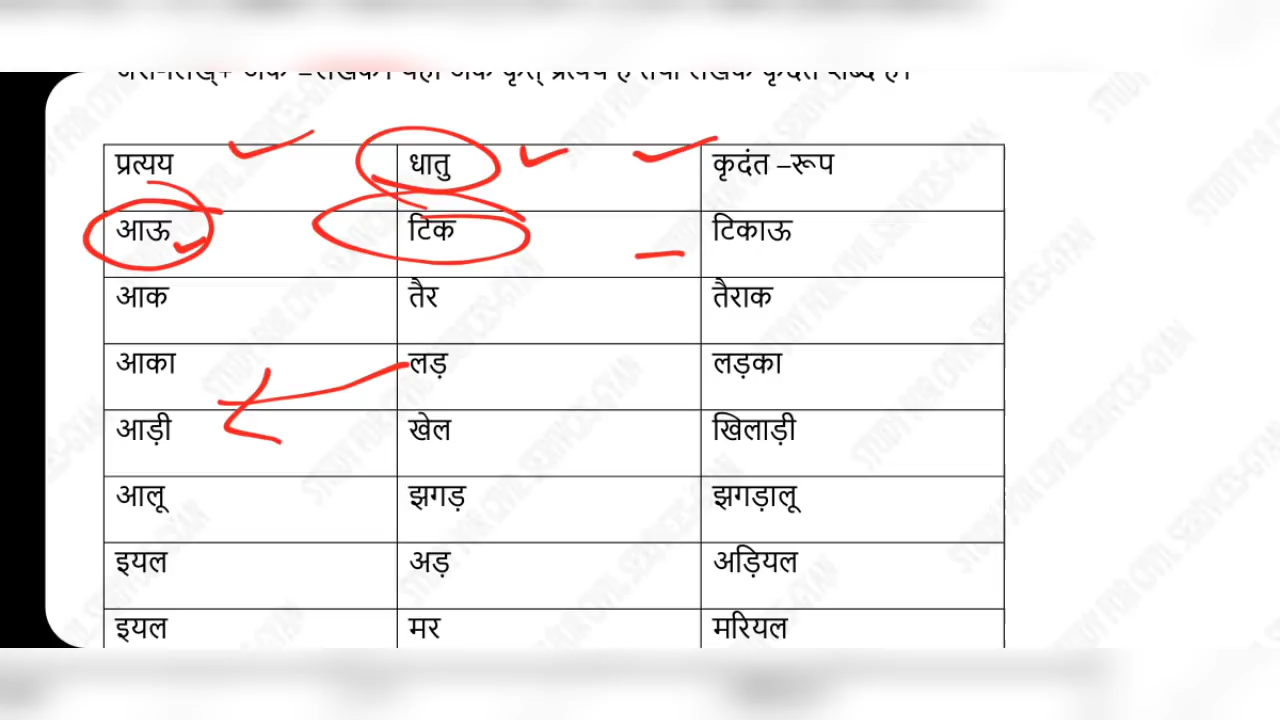 प्रत्यय धातु कृदंत –रूप
आऊ टिक टिकाऊ
आक तैर तैराक
आका लड़ लड़का
आड़ी खेल खिलाड़ी
आलू झगड़ झगड़ालू
इयल अड़ अड़ियल
इयल मर मरियल